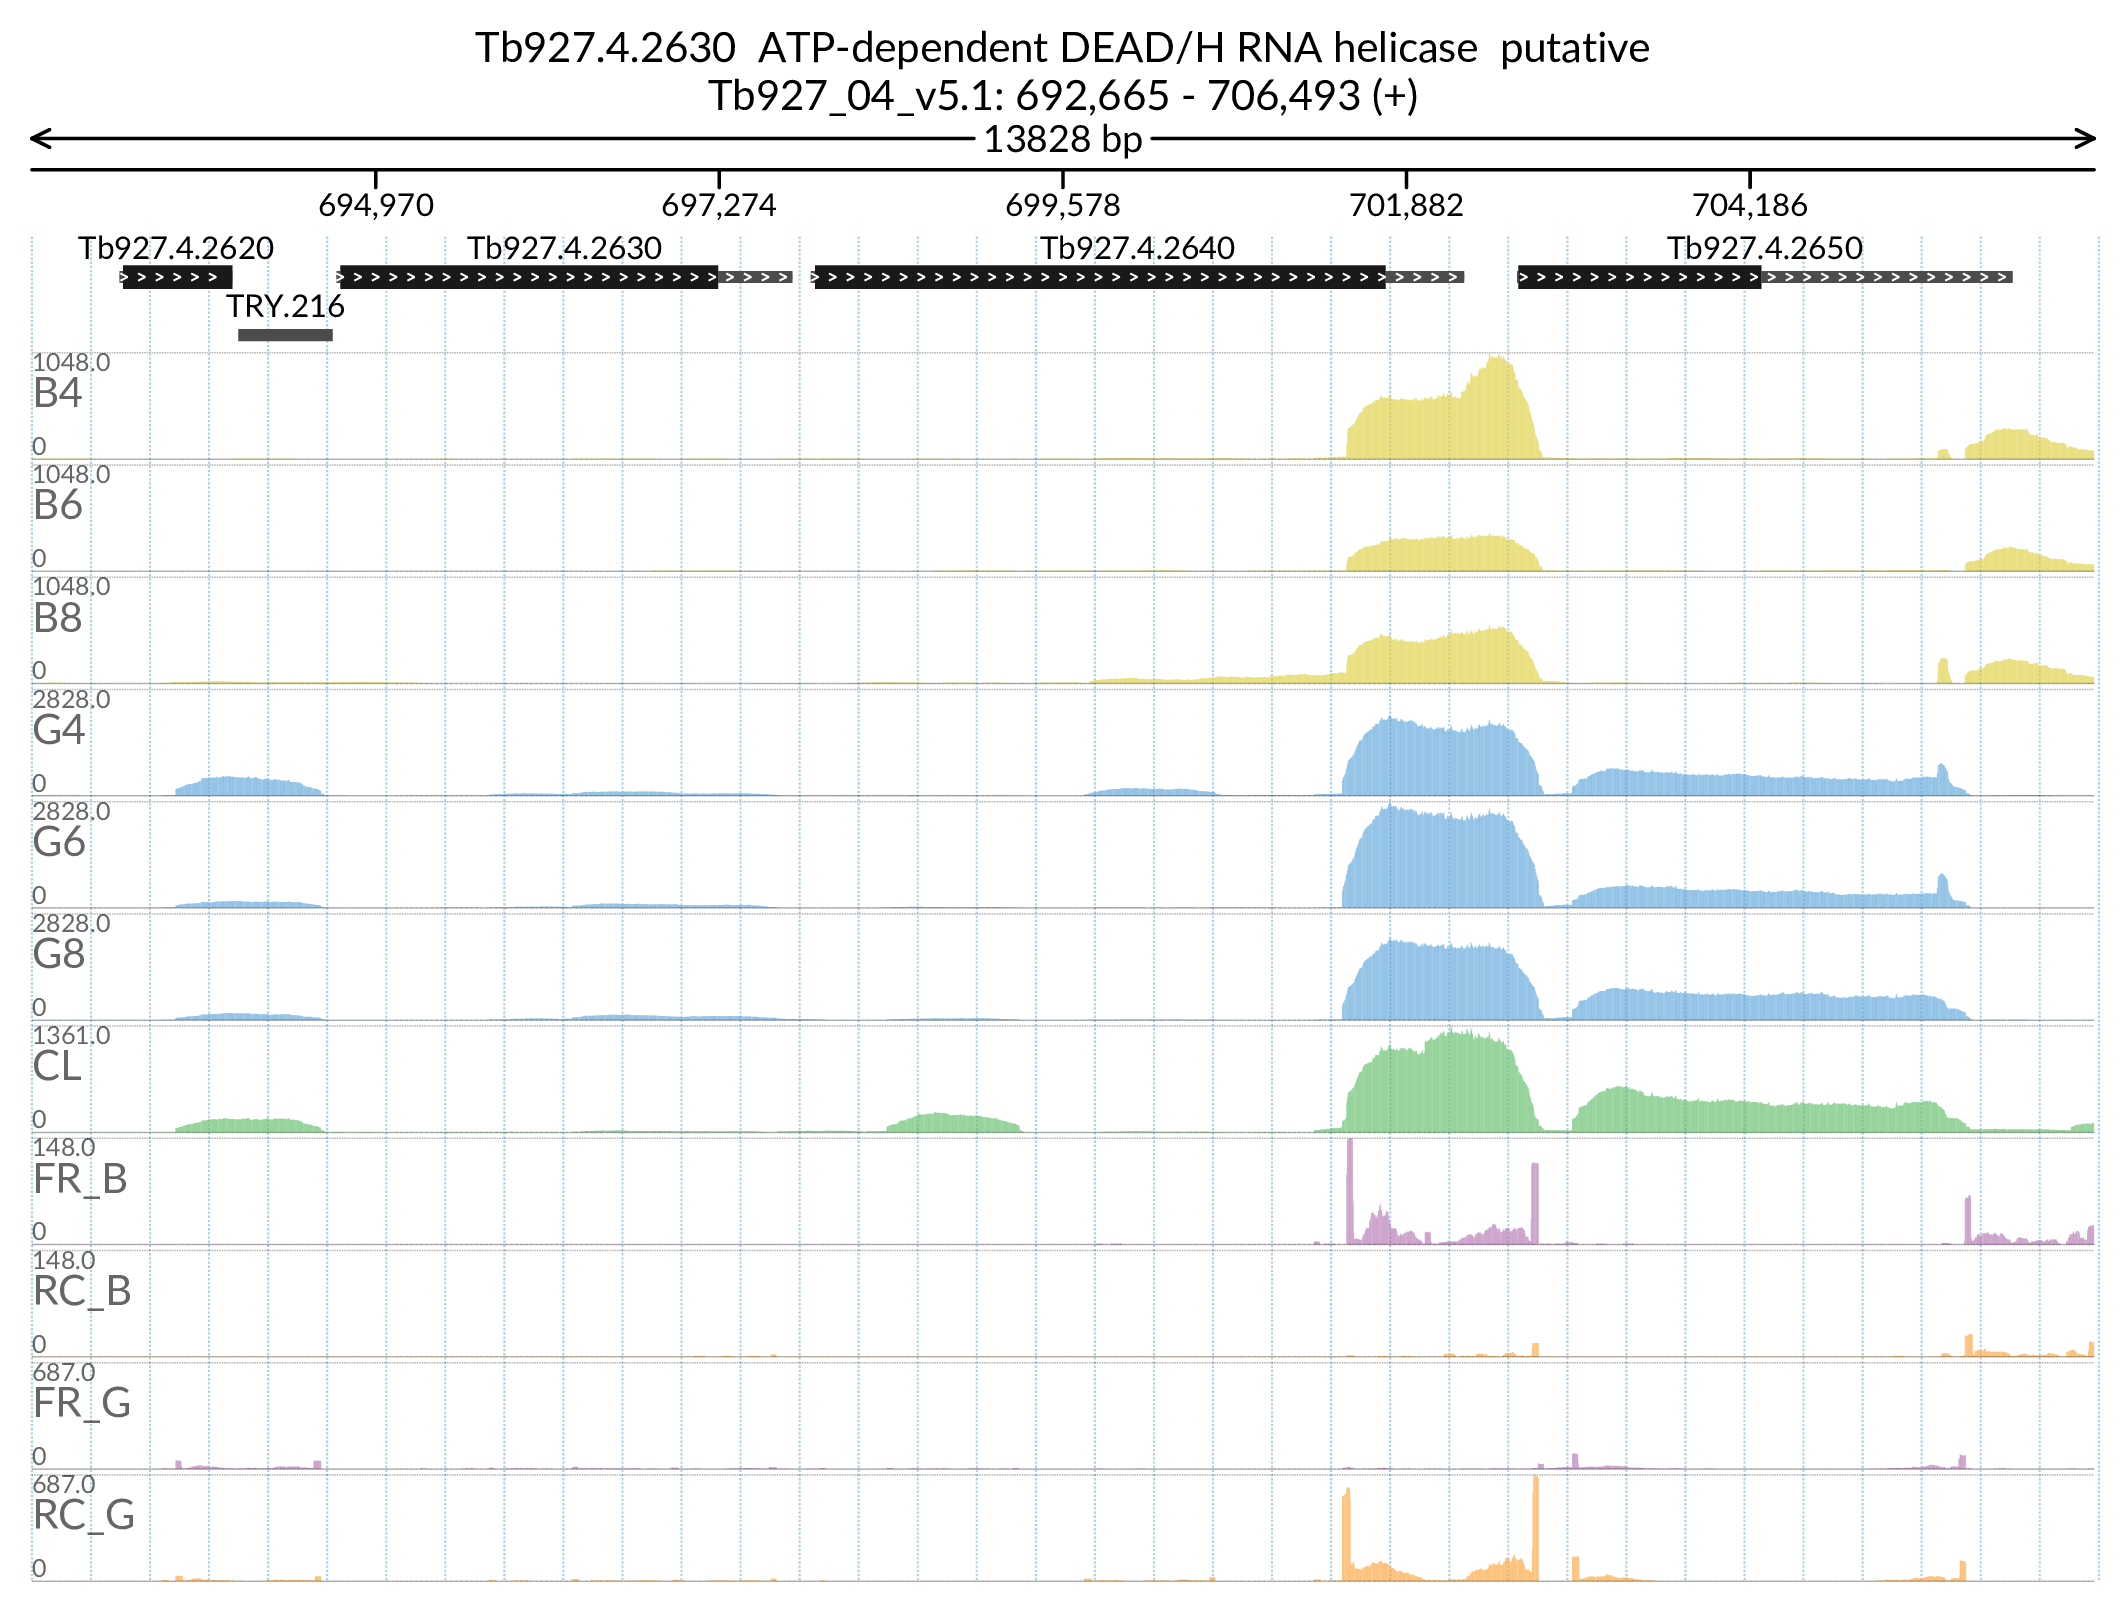 Tb927.4.2630  ATP-dependent DEAD/H RNA helicase  putative
Tb927_04_v5.1: 692,665 - 706,493 (+)
13828 bp
694,970 697,274 699,578 701,882 704,186
Tb927.4.2620 Tb927.4.2630 Tb927.4.2640 Tb927.4.2650
TRY.216
1048.0
B4
0
1048.0
B6
0
1048.0
B8
0
2828.0
G4
0
2828.0
G6
0
2828.0
G8
0
1361.0
CL
0
148.0
FR_B
0
148.0
RC_B
0
687.0
FR_G
0
687.0
RC_G
0